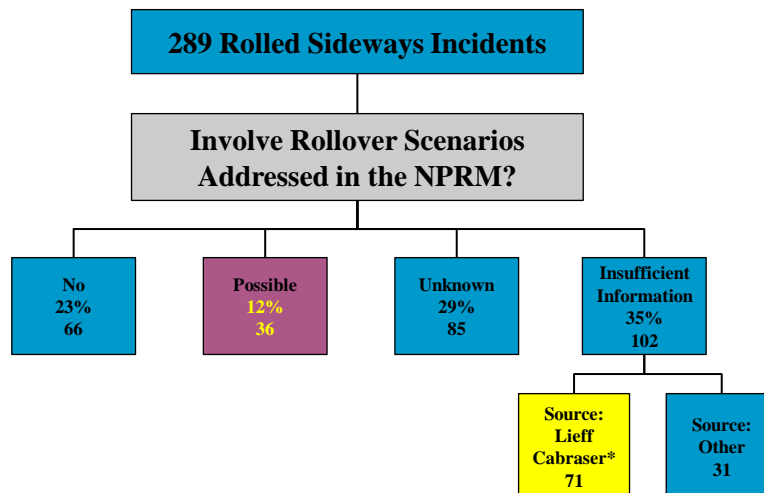 289 Rolled Sideways Incidents
Involve Rollover Scenarios
Addressed in the NPRM?
No
23%
66
Possible
12%
36
Unknown
29%
85
Insufficient
Information
35%
102
Source:
Lieff
Cabraser*
71
Source:
Other
31